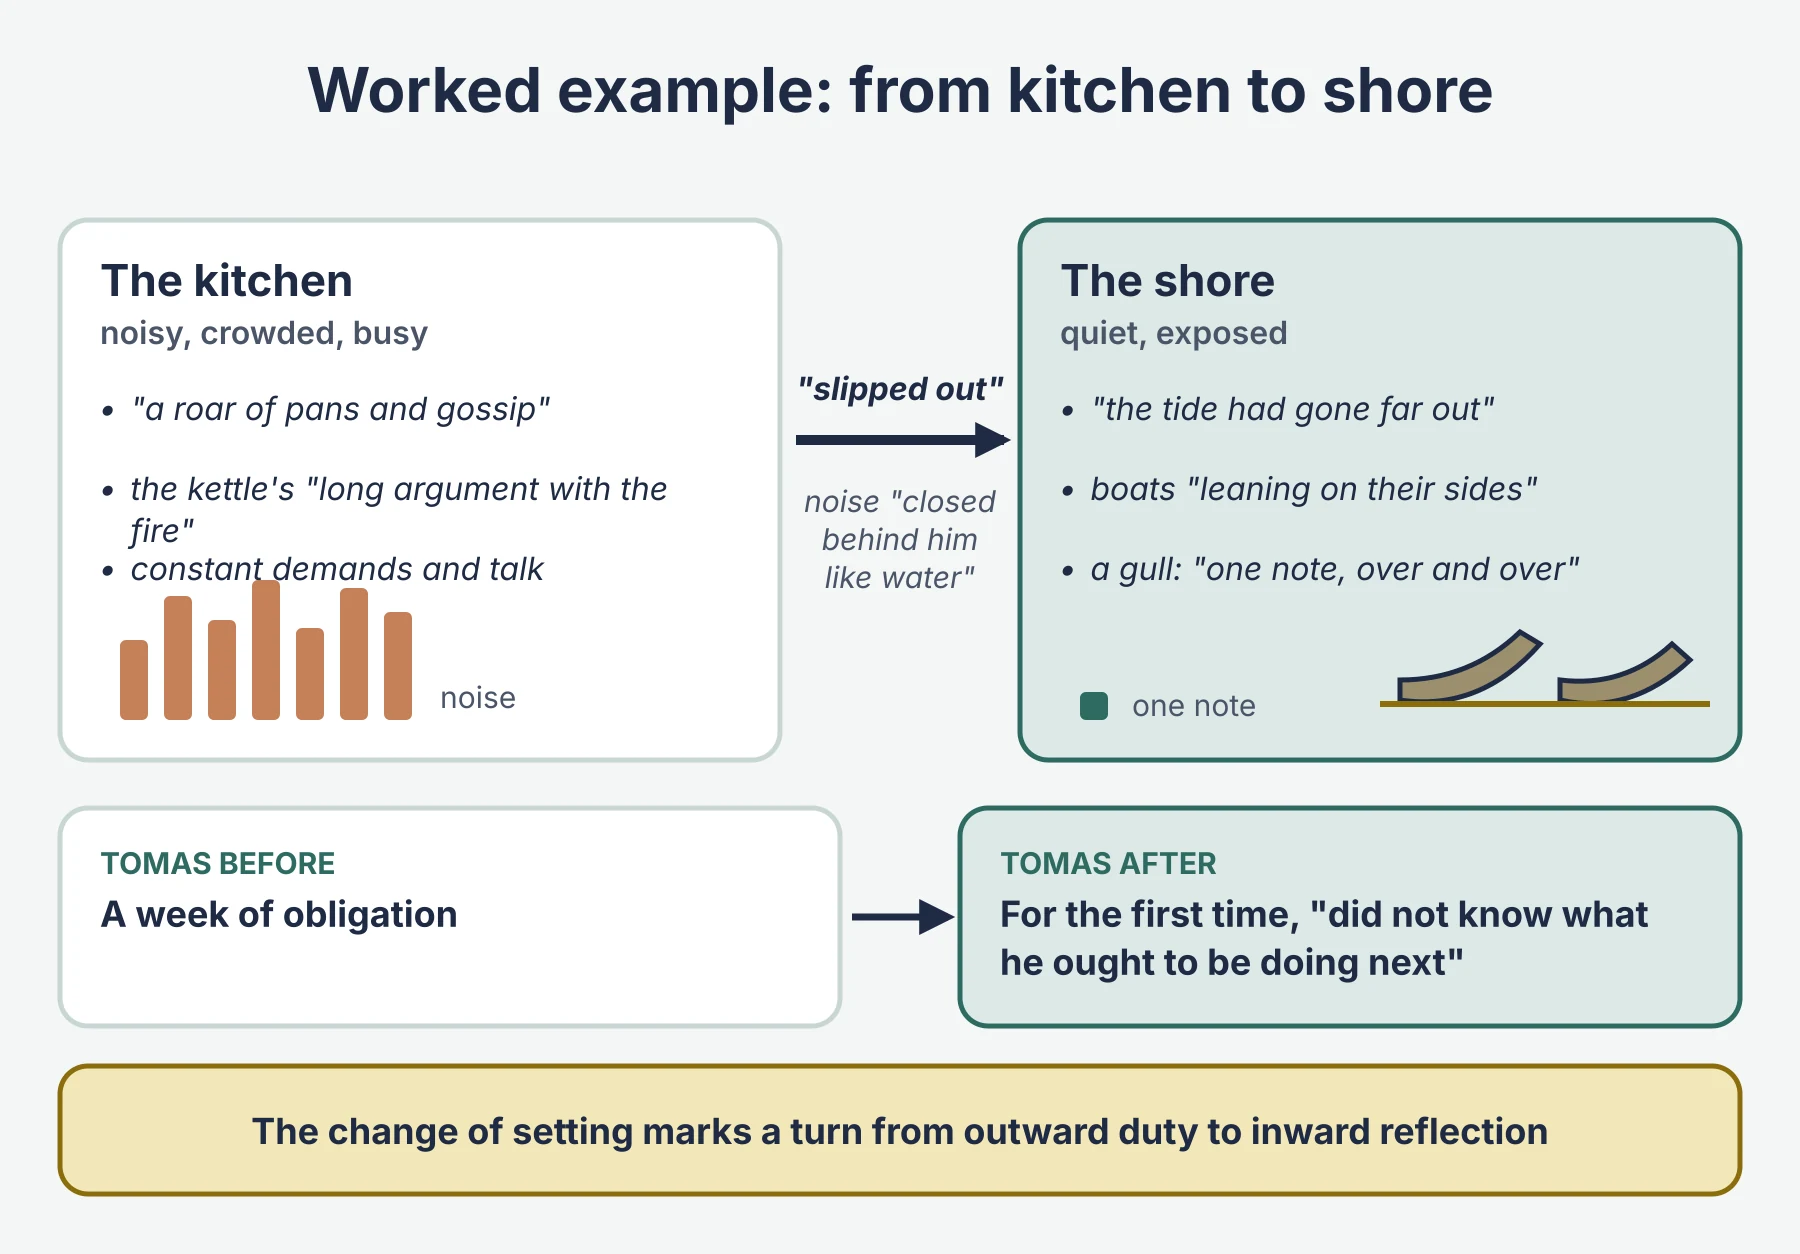 Worked example: from kitchen to shore
The kitchen
noisy, crowded, busy
• "a roar of pans and gossip"
• the kettle's "long argument with the
fire"
• constant demands and talk
noise
"slipped out"
noise "closed
behind him
like water"
The shore
quiet, exposed
• "the tide had gone far out"
• boats "leaning on their sides"
• a gull: "one note, over and over"
one note
TOMAS BEFORE
A week of obligation
TOMAS AFTER
For the first time, "did not know what
he ought to be doing next"
The change of setting marks a turn from outward duty to inward reflection